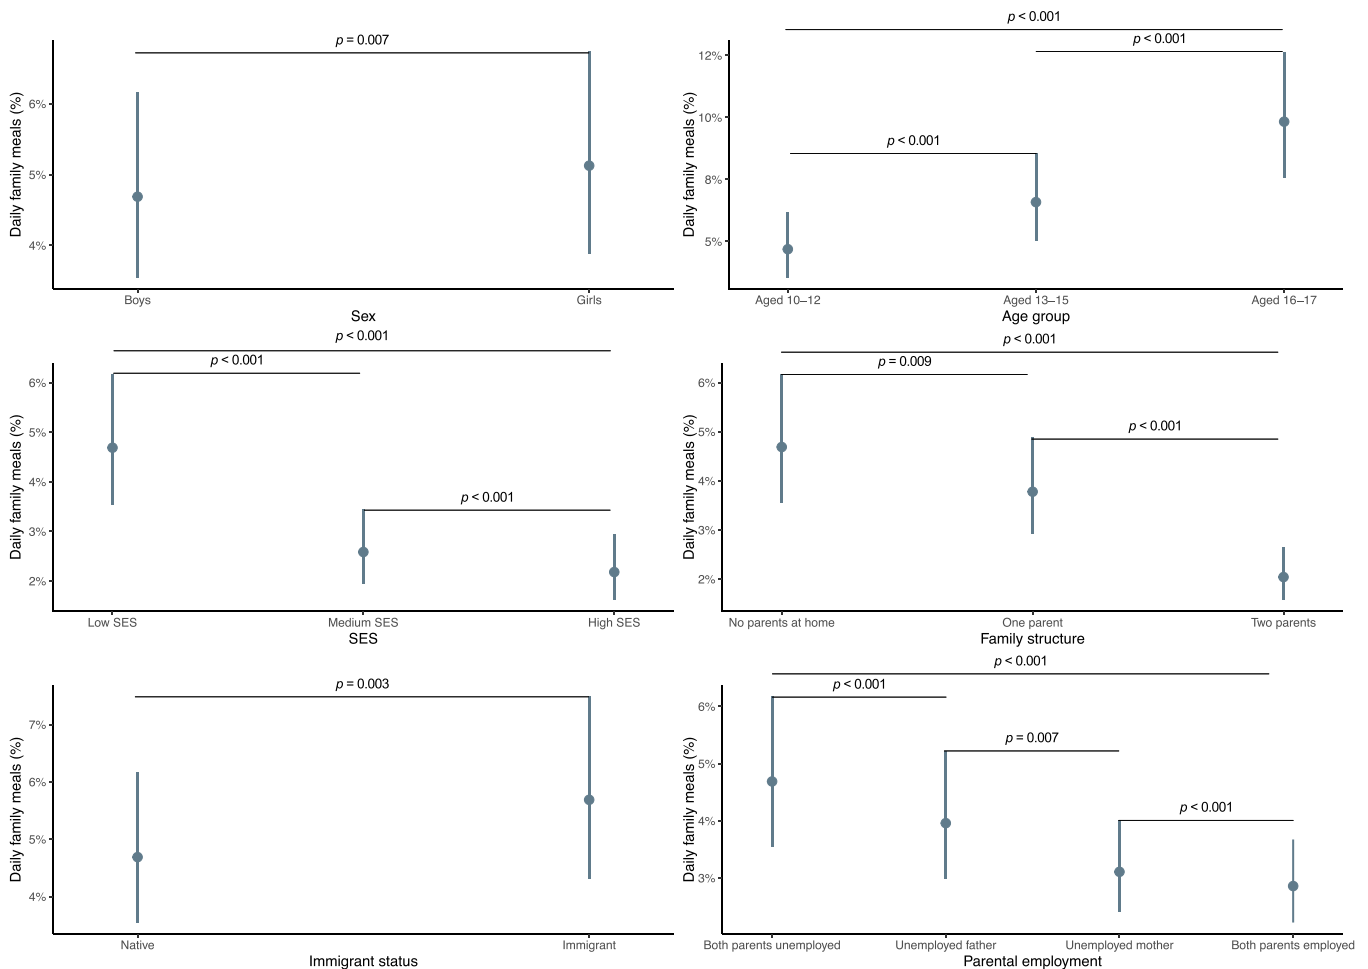 p = 0.007
Daily family meals (%)
6%
5%
4%
Boys
Girls
Sex
p < 0.001
p < 0.001
p < 0.001
Daily family meals (%)
12%
10%
8%
5%
Aged 10–12
Aged 13–15
Aged 16–17
Age group
p < 0.001
p < 0.001
p < 0.001
Daily family meals (%)
6%
5%
4%
3%
2%
Low SES
Medium SES
High SES
SES
p < 0.001
p = 0.009
p < 0.001
Daily family meals (%)
6%
5%
4%
3%
2%
No parents at home
One parent
Two parents
Family structure
p = 0.003
Daily family meals (%)
7%
6%
5%
4%
Native
Immigrant
Immigrant status
p < 0.001
p < 0.001
p = 0.007
p < 0.001
Daily family meals (%)
6%
5%
4%
3%
Both parents unemployed
Unemployed father
Unemployed mother
Both parents employed
Parental employment